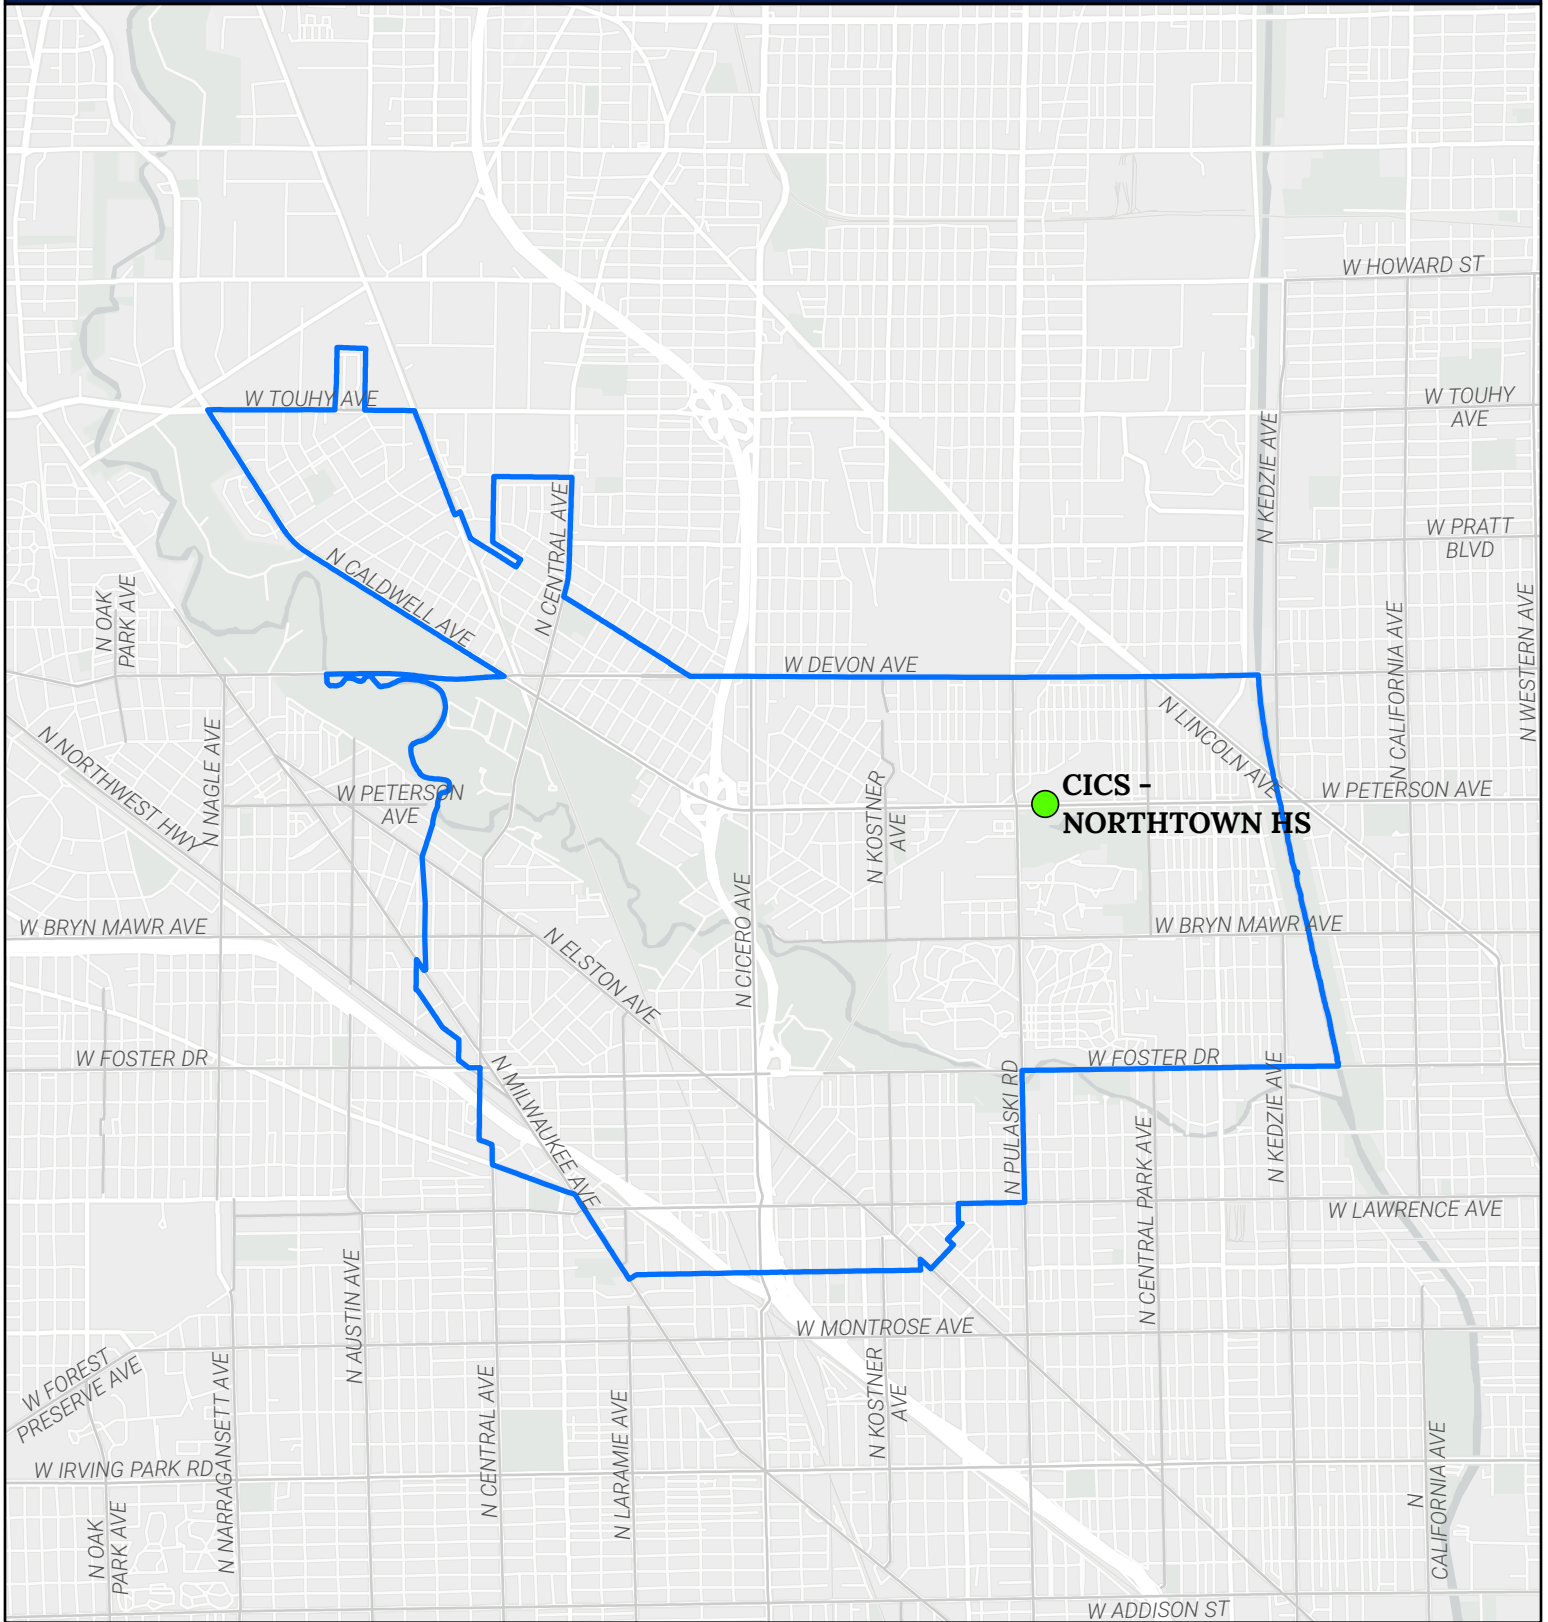 W HOWARD ST
W TOUHY AVE
W TOUHY
AVE
N KEDZIE AVE
N CENTRAL AVE
W PRATT
BLVD
N CALDWELL AVE
N OAK
PARK AVE
N CALIFORNIA AVE
N WESTERN AVE
W DEVON AVE
N LINCOLN AVE
N NORTHWEST HWY
N NAGLE AVE
W PETERSON
AVE
N KOSTNER
AVE
CICS -
NORTHTOWN HS
W PETERSON AVE
W BRYN MAWR AVE
N ELSTON AVE
N CICERO AVE
W BRYN MAWR AVE
W FOSTER DR
N MILWAUKEE AVE
N PULASKI RD
W FOSTER DR
N KEDZIE AVE
N CENTRAL PARK AVE
W LAWRENCE AVE
N AUSTIN AVE
W MONTROSE AVE
W FOREST
PRESERVE AVE
N NARRAGANSETT AVE
N CENTRAL AVE
N LARAMIE AVE
N KOSTNER
AVE
W IRVING PARK RD
N
CALIFORNIA AVE
N OAK
PARK AVE
W ADDISON ST